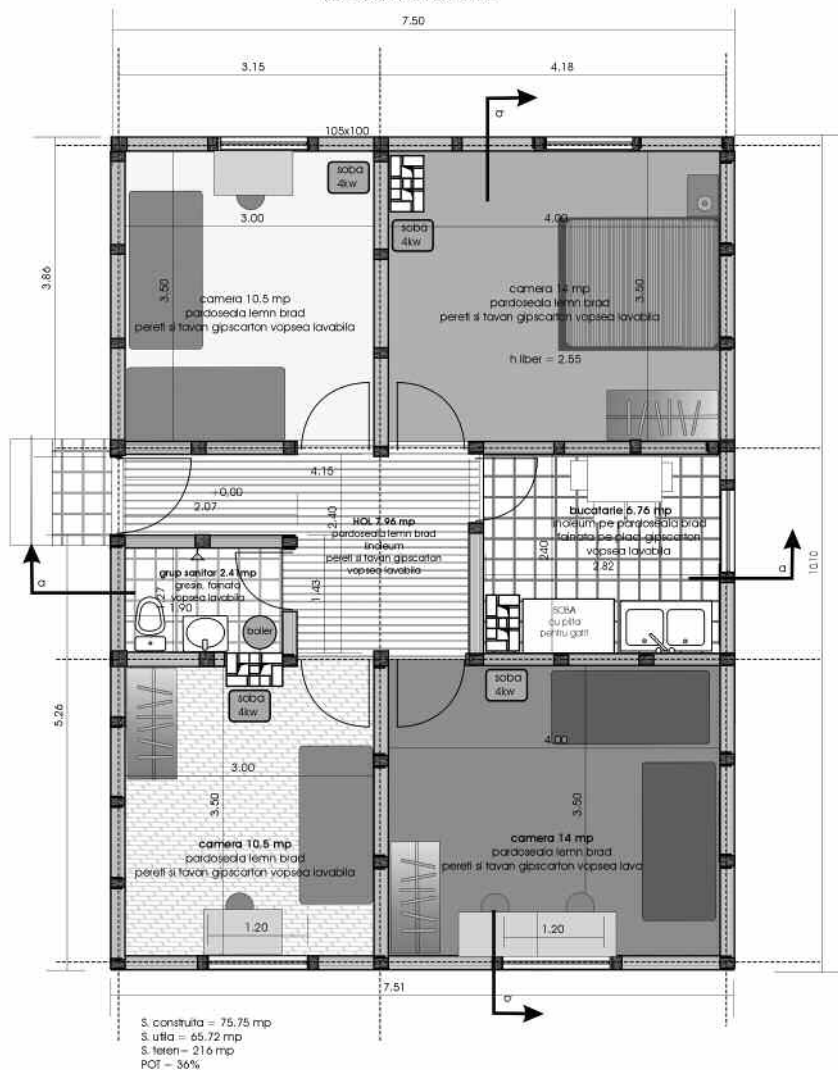 7.50
3.15
4.18
a
105x100
soba
4kw
3.00
4.00
soba
4kw
3.86
3.50
3.50
camera 10.5 mp
pardoseala lemn brad
pereti si tavan gipscarton vopsea lavabila
camera 14 mp
pardoseala lemn brad
pereti si tavan gipscarton vopsea lavabila
h liber = 2.55
4.15
+0,00
2.07
2.40
HOL 7.96 mp
pardoseala lemn brad
linoleum
pereti si tavan gipscarton
vopsea lavabila
bucatarie 6.76 mp
linoleum pe pardoseala brad
faianta pe placi gipscarton
vopsea lavabila
240
2.82
10.10
a
a
grup sanitar 2.41mp
gresie, faianta
vopsea lavabila
1.27
1.90
1.43
boiler
SOBA
cu plita
pentru gatit
soba
4kw
soba
4kw
5.26
4.00
3.00
3.50
3.50
camera 10.5 mp
pardoseala lemn brad
pereti si tavan gipscarton vopsea lavabila
camera 14 mp
pardoseala lemn brad
pereti si tavan gipscarton vopsea lava
1.20
1.20
7.51
a
S. construita = 75.75 mp
S. utila = 65.72 mp
S. teren = 216 mp
POT = 36%